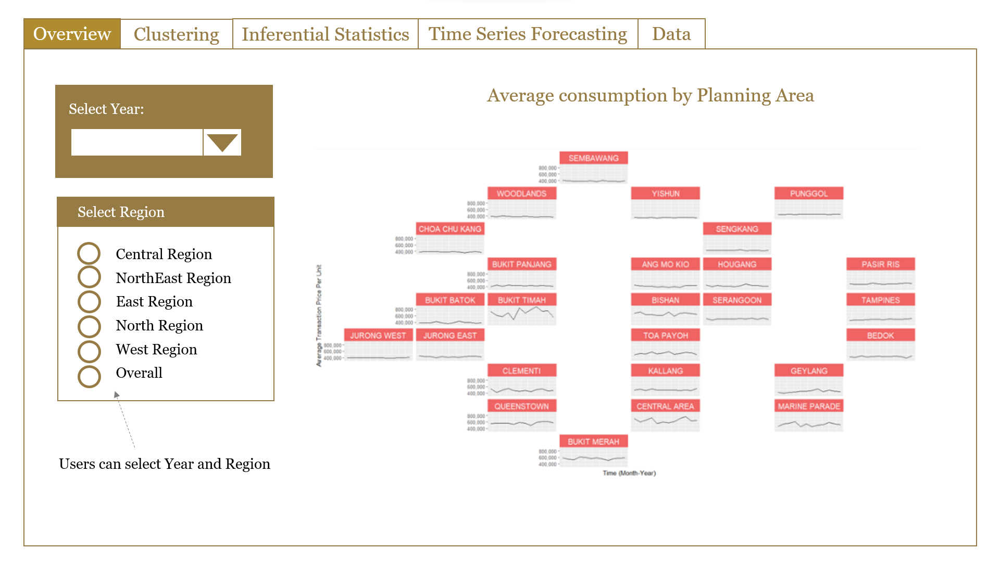 Overview Clustering Inferential Statistics Time Series Forecasting Data
Select Year:
Select Region
Central Region
NorthEast Region
East Region
North Region
West Region
Overall
Users can select Year and Region
Average consumption by Planning Area
Average Transaction Price Per Unit
SEMBAWANG
800,000
600,000
400,000
WOODLANDS YISHUN PUNGGOL
800,000
600,000
400,000
CHOA CHU KANG SENGKANG
800,000
600,000
400,000
BUKIT PANJANG ANG MO KIO HOUGANG PASIR RIS
800,000
600,000
400,000
BUKIT BATOK BUKIT TIMAH BISHAN SERANGOON TAMPINES
800,000
600,000
400,000
JURONG WEST JURONG EAST TOA PAYOH BEDOK
800,000
600,000
400,000
CLEMENTI KALLANG GEYLANG
800,000
600,000
400,000
QUEENSTOWN CENTRAL AREA MARINE PARADE
800,000
600,000
400,000
BUKIT MERAH
800,000
600,000
400,000
Time (Month-Year)